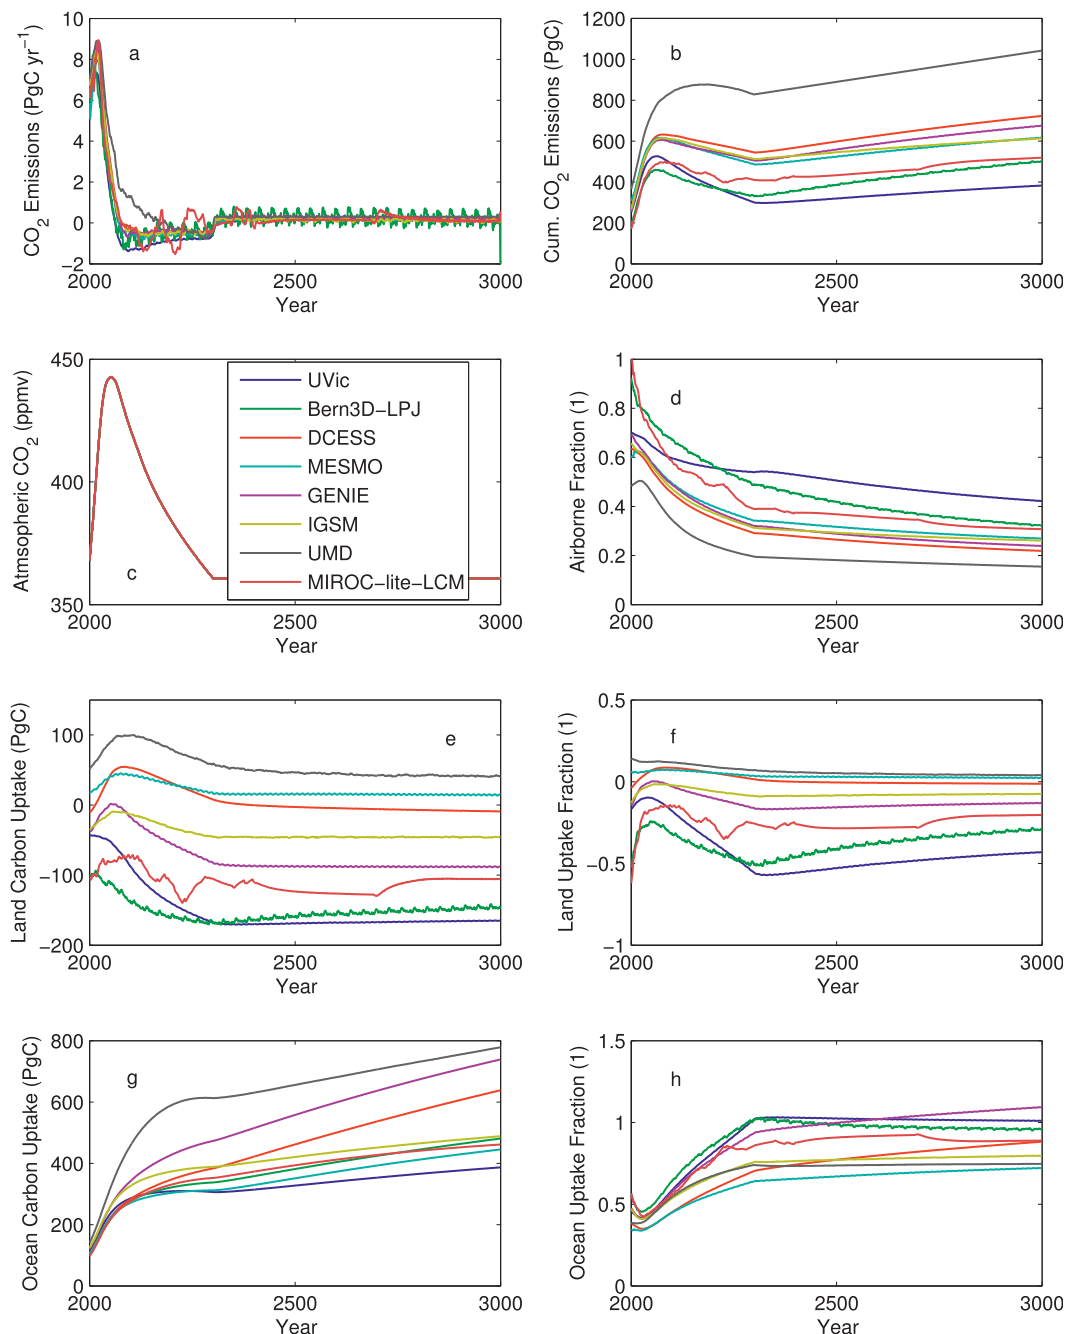 CO2 Emissions (PgC yr−1)
10
8
6
4
2
0
−2
a
2000
2500
3000
Year
Cum. CO2 Emissions (PgC)
1200
1000
800
600
400
200
0
b
2000
2500
3000
Year
Atmsopheric CO2 (ppmv)
450
400
350
c
UVic
Bern3D−LPJ
DCESS
MESMO
GENIE
IGSM
UMD
MIROC−lite−LCM
2000
2500
3000
Year
Airborne Fraction (1)
1
0.8
0.6
0.4
0.2
0
d
2000
2500
3000
Year
Land Carbon Uptake (PgC)
100
0
−100
−200
e
2000
2500
3000
Year
Land Uptake Fraction (1)
0.5
0
−0.5
−1
f
2000
2500
3000
Year
Ocean Carbon Uptake (PgC)
800
600
400
200
0
g
2000
2500
3000
Year
Ocean Uptake Fraction (1)
1.5
1
0.5
0
h
2000
2500
3000
Year